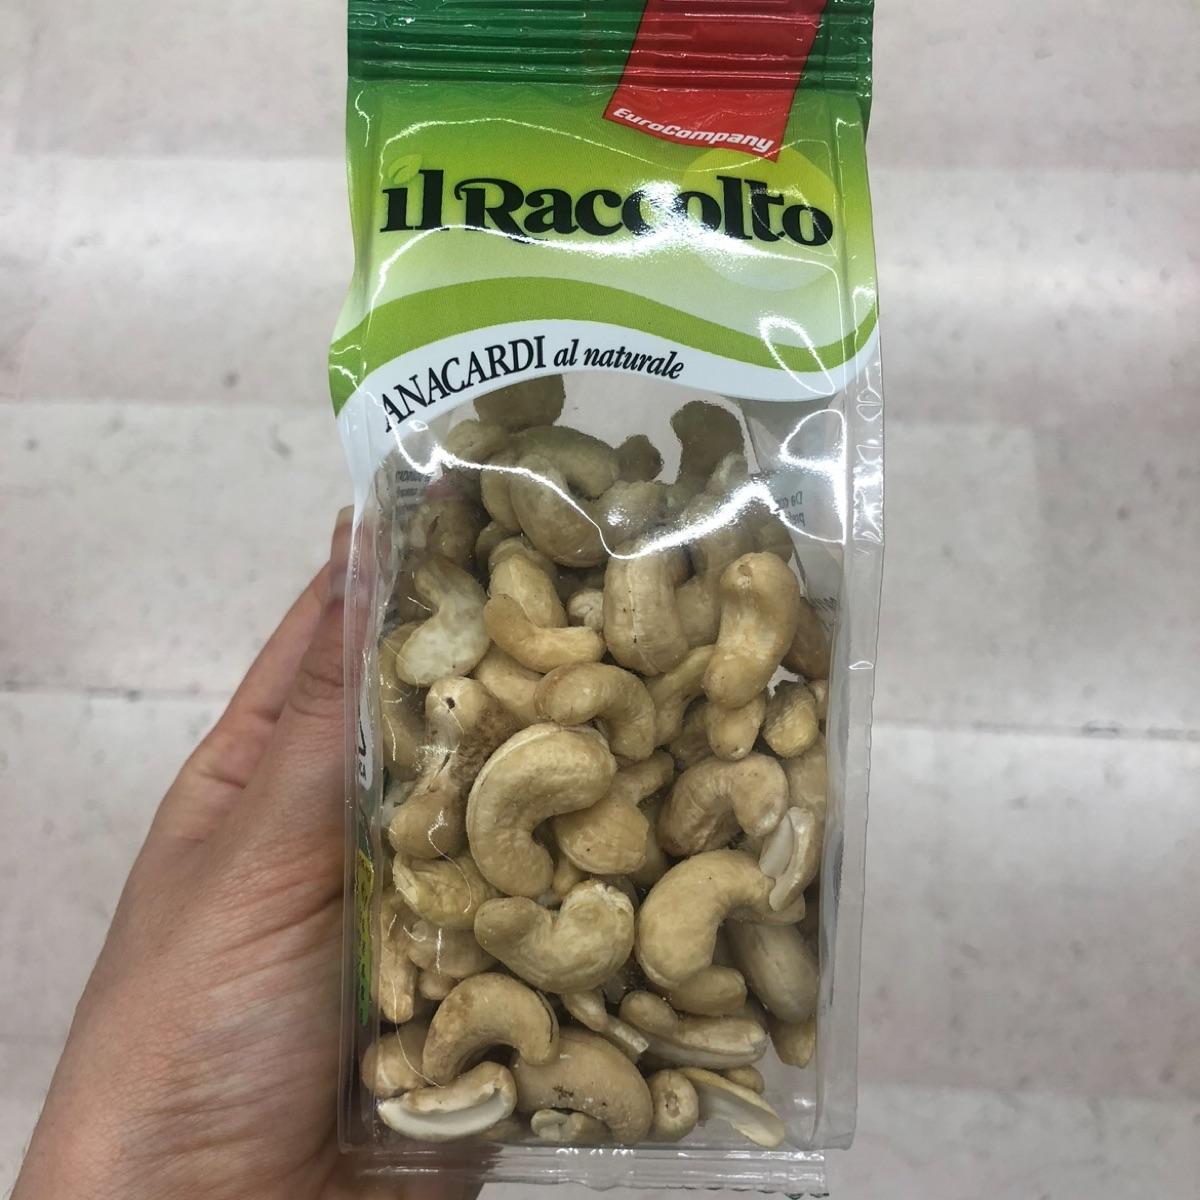 EuroCompany
il Raccolto
ANACARDI al naturale